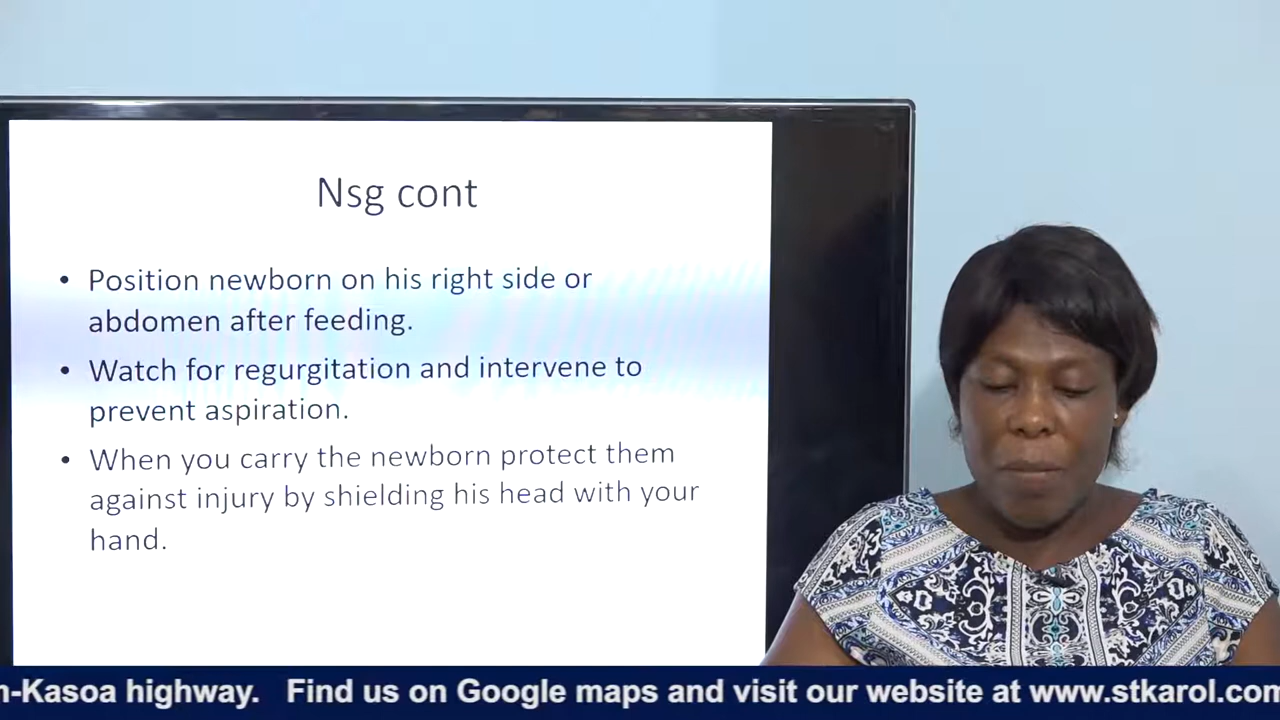 Nsg cont
• Position newborn on his right side or
abdomen after feeding.
• Watch for regurgitation and intervene to
prevent aspiration.
• When you carry the newborn protect them
against injury by shielding his head with your
hand.
n-Kasoa highway. Find us on Google maps and visit our website at www.stkarol.com